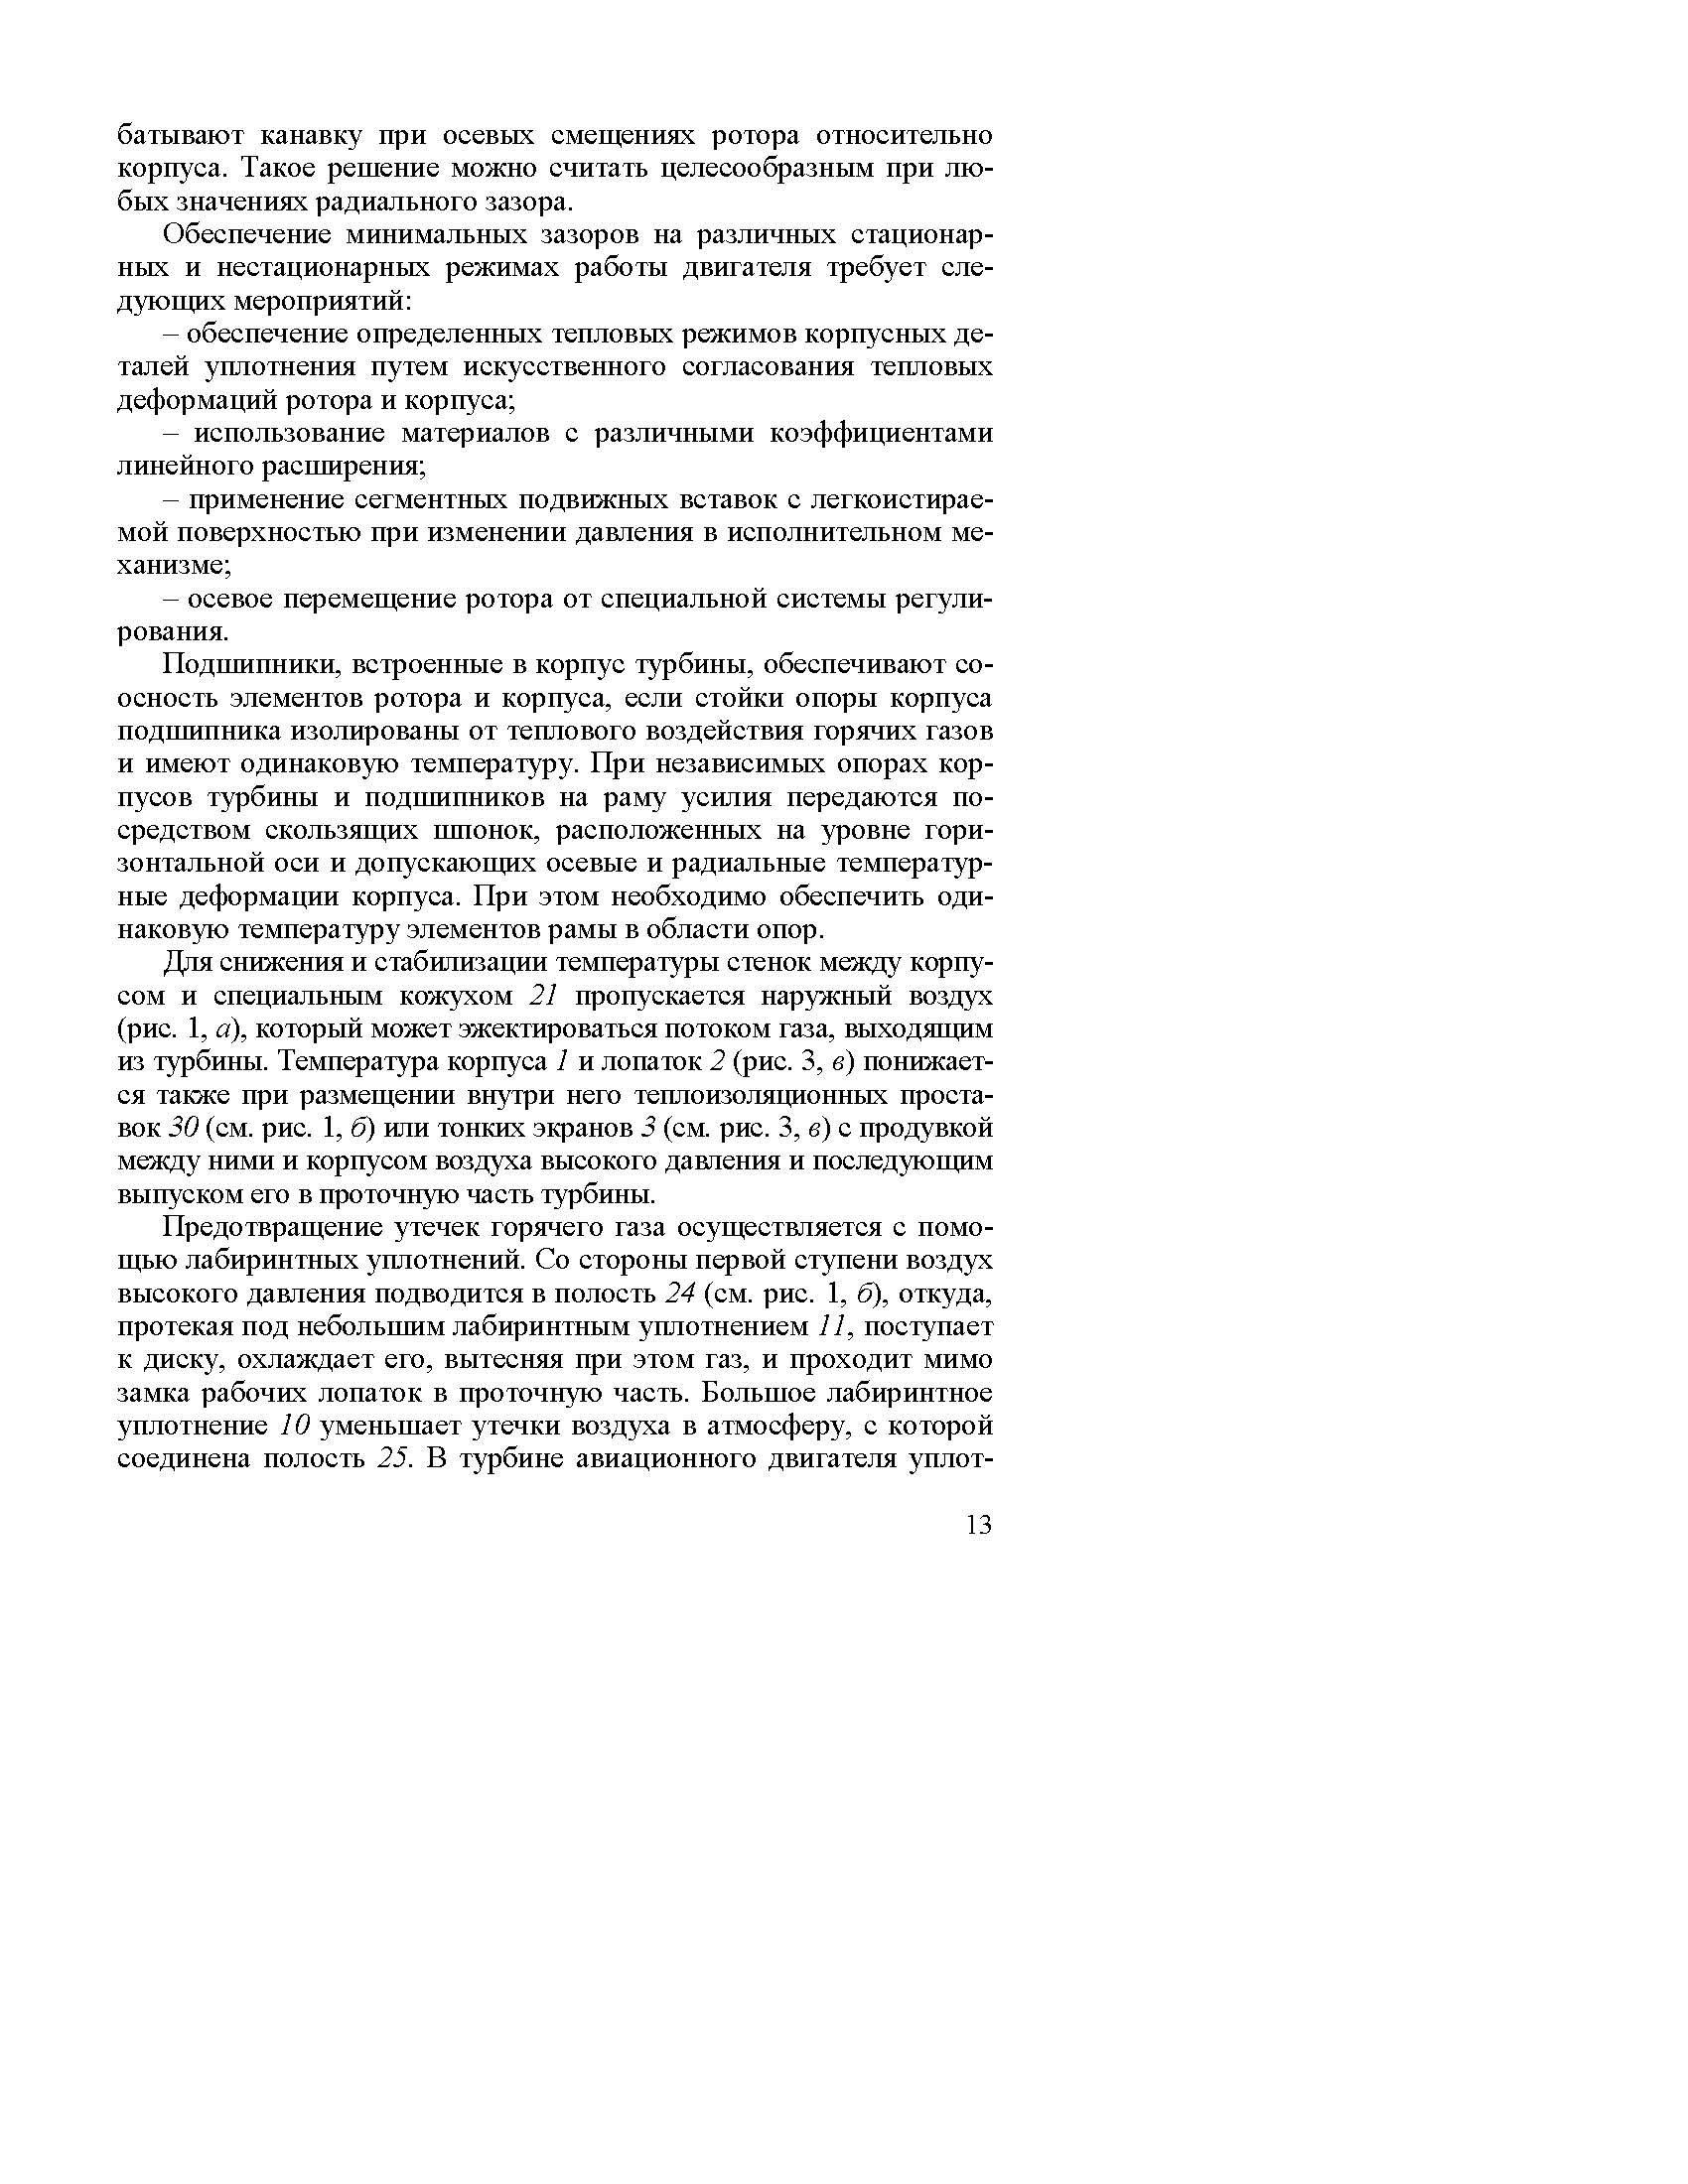 батывают канавку при осевых смещениях ротора относительно
корпуса. Такое решение можно считать целесообразным при лю-
бых значениях радиального зазора.
Обеспечение минимальных зазоров на различных стационар-
ных и нестационарных режимах работы двигателя требует сле-
дующих мероприятий:
– обеспечение определенных тепловых режимов корпусных де-
талей уплотнения путем искусственного согласования тепловых
деформаций ротора и корпуса;
– использование материалов с различными коэффициентами
линейного расширения;
– применение сегментных подвижных вставок с легкоистирае-
мой поверхностью при изменении давления в исполнительном ме-
ханизме;
– осевое перемещение ротора от специальной системы регули-
рования.
Подшипники, встроенные в корпус турбины, обеспечивают со-
осность элементов ротора и корпуса, если стойки опоры корпуса
подшипника изолированы от теплового воздействия горячих газов
и имеют одинаковую температуру. При независимых опорах кор-
пусов турбины и подшипников на раму усилия передаются по-
средством скользящих шпонок, расположенных на уровне гори-
зонтальной оси и допускающих осевые и радиальные температур-
ные деформации корпуса. При этом необходимо обеспечить оди-
наковую температуру элементов рамы в области опор.
Для снижения и стабилизации температуры стенок между корпу-
сом и специальным кожухом 21 пропускается наружный воздух
(рис. 1, а), который может эжектироваться потоком газа, выходящим
из турбины. Температура корпуса 1 и лопаток 2 (рис. 3, в) понижает-
ся также при размещении внутри него теплоизоляционных проста-
вок 30 (см. рис. 1, б) или тонких экранов 3 (см. рис. 3, в) с продувкой
между ними и корпусом воздуха высокого давления и последующим
выпуском его в проточную часть турбины.
Предотвращение утечек горячего газа осуществляется с помо-
щью лабиринтных уплотнений. Со стороны первой ступени воздух
высокого давления подводится в полость 24 (см. рис. 1, б), откуда,
протекая под небольшим лабиринтным уплотнением 11, поступает
к диску, охлаждает его, вытесняя при этом газ, и проходит мимо
замка рабочих лопаток в проточную часть. Большое лабиринтное
уплотнение 10 уменьшает утечки воздуха в атмосферу, с которой
соединена полость 25. В турбине авиационного двигателя уплот-
13